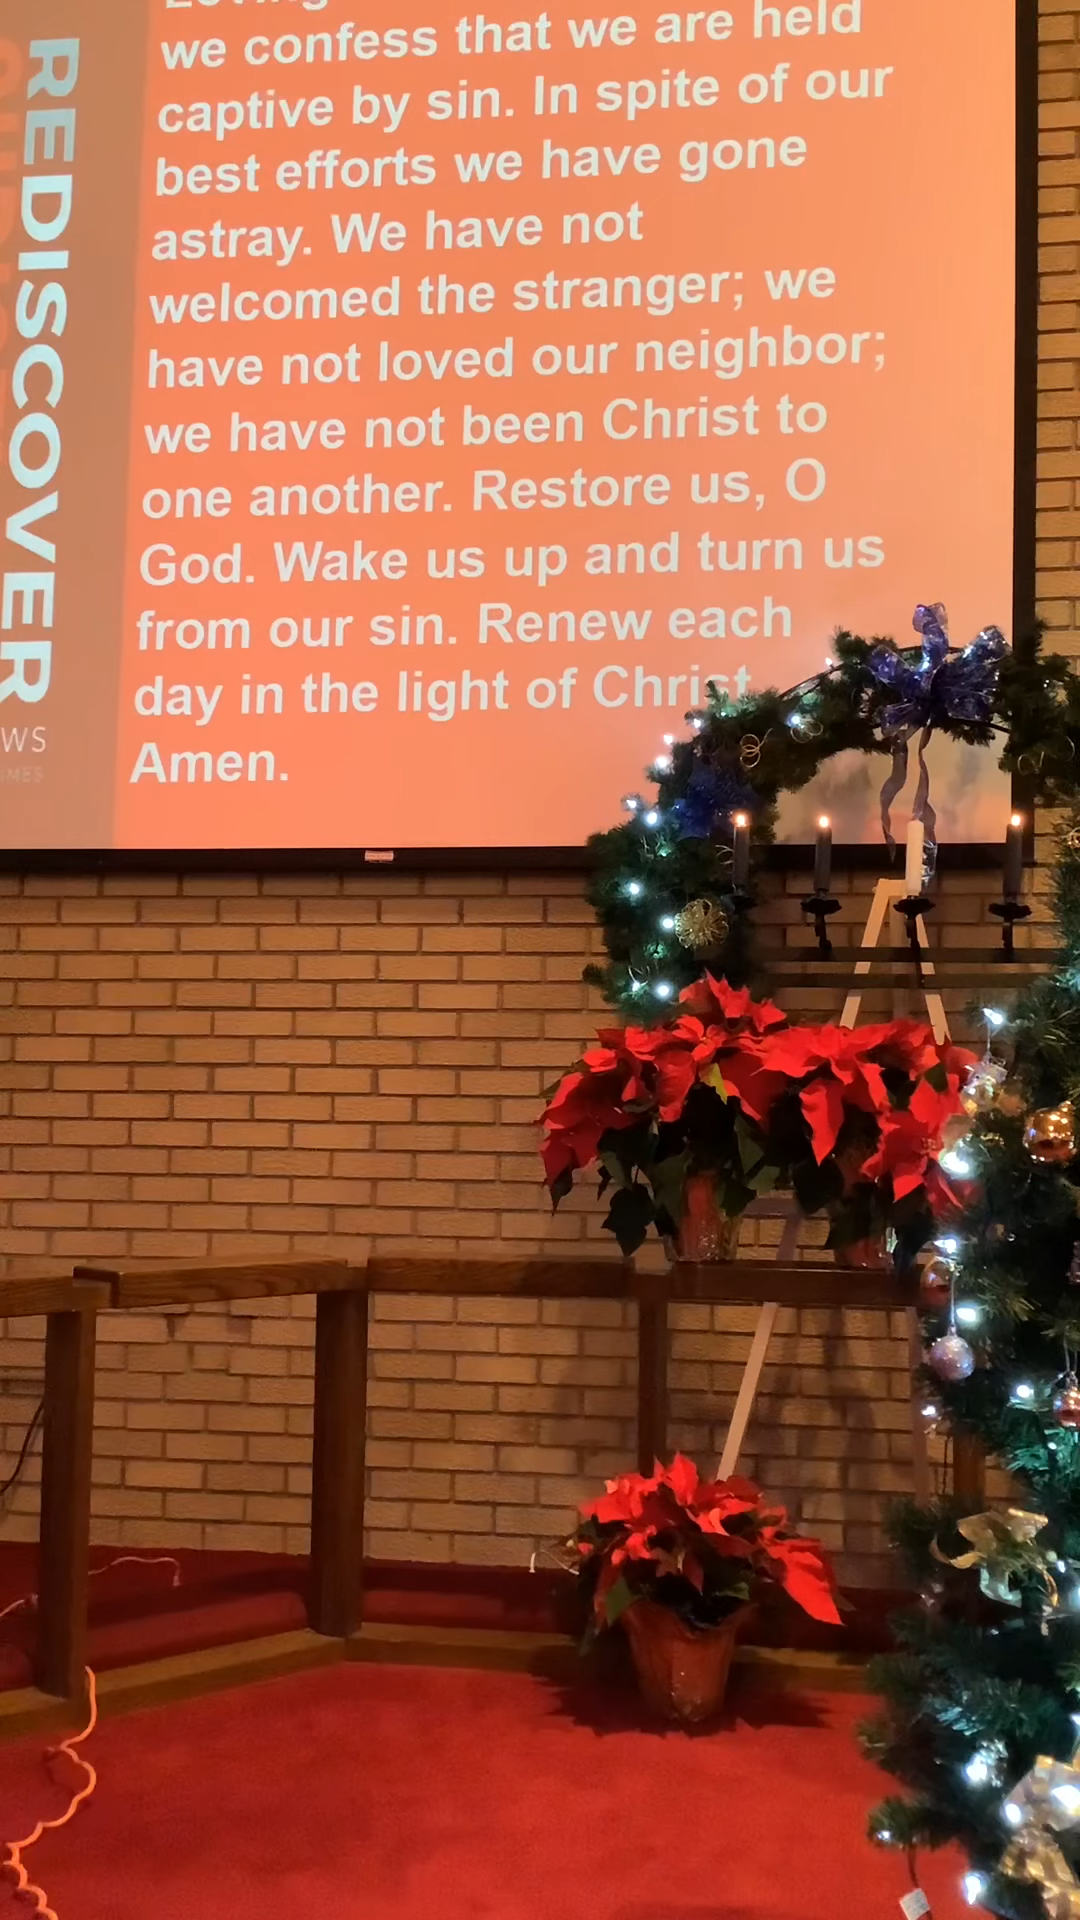 we confess that we are held
captive by sin. In spite of our
best efforts we have gone
astray. We have not
welcomed the stranger; we
have not loved our neighbor;
we have not been Christ to
one another. Restore us, O
God. Wake us up and turn us
from our sin. Renew each
day in the light of Christ
Amen.
REDISCOVER